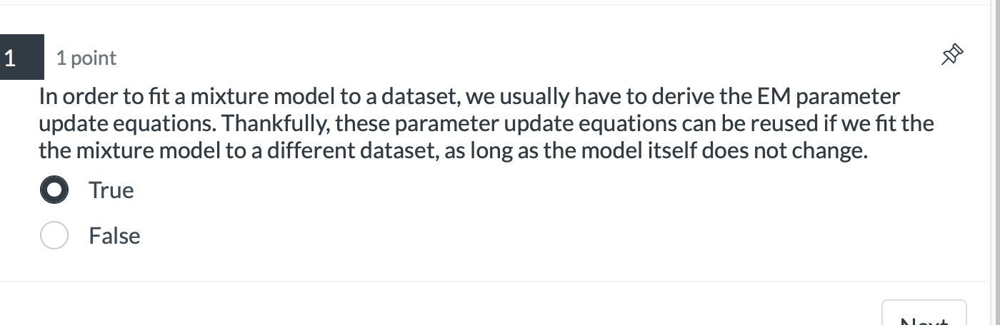 1
1 point
In order to fit a mixture model to a dataset, we usually have to derive the EM parameter
update equations. Thankfully, these parameter update equations can be reused if we fit the
the mixture model to a different dataset, as long as the model itself does not change.
True
False
Next